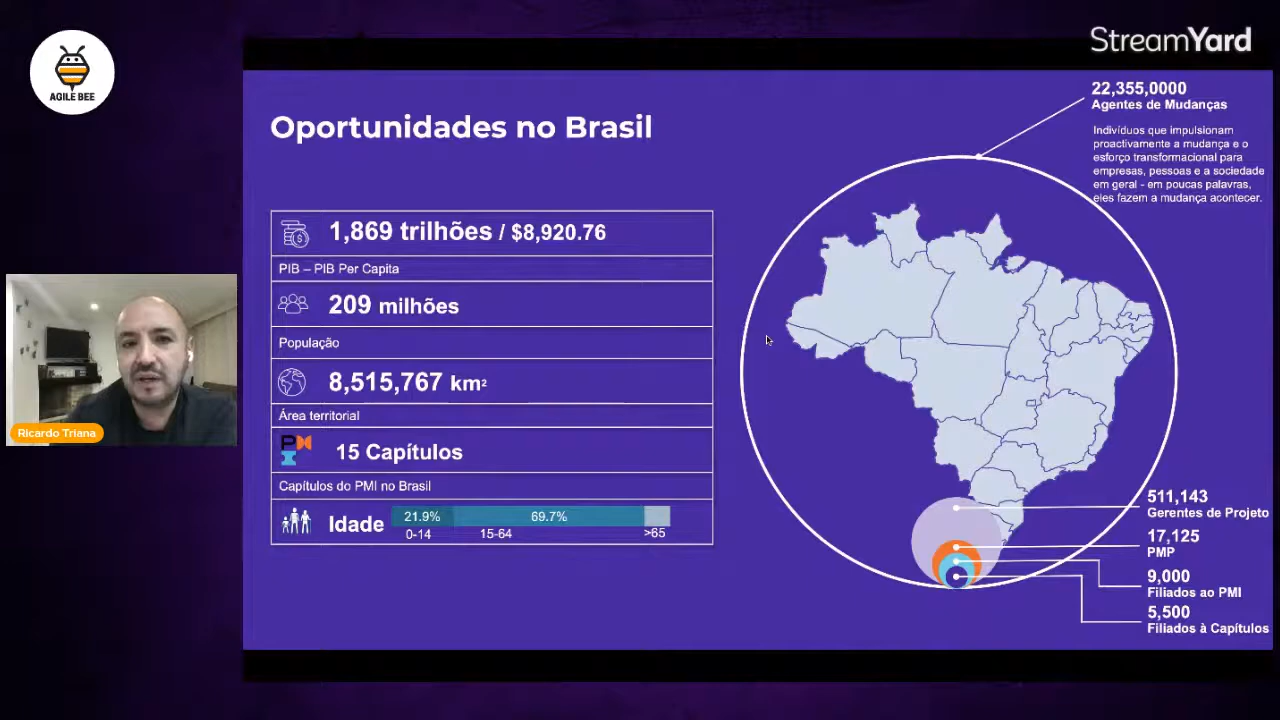 AGILE BEE
StreamYard
Oportunidades no Brasil
1,869 trilhões / $8,920.76
PIB – PIB Per Capita
209 milhões
População
8,515,767 km²
Área territorial
15 Capítulos
Capítulos do PMI no Brasil
Idade
21.9%
69.7%
0-14
15-64
>65
22,355,0000
Agentes de Mudanças
Indivíduos que impulsionam
proactivamente a mudança e o
esforço transformacional para
empresas, pessoas e a sociedade
em geral - em poucas palavras,
eles fazem a mudança acontecer.
511,143
Gerentes de Projeto
17,125
PMP
9,000
Filiados ao PMI
5,500
Filiados à Capítulos
Ricardo Triana